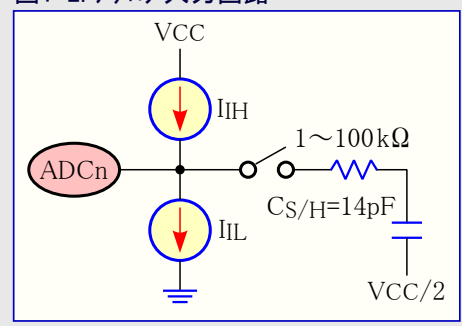 VCC
IIH
1～100kΩ
ADCn
CS/H=14pF
IIL
VCC/2